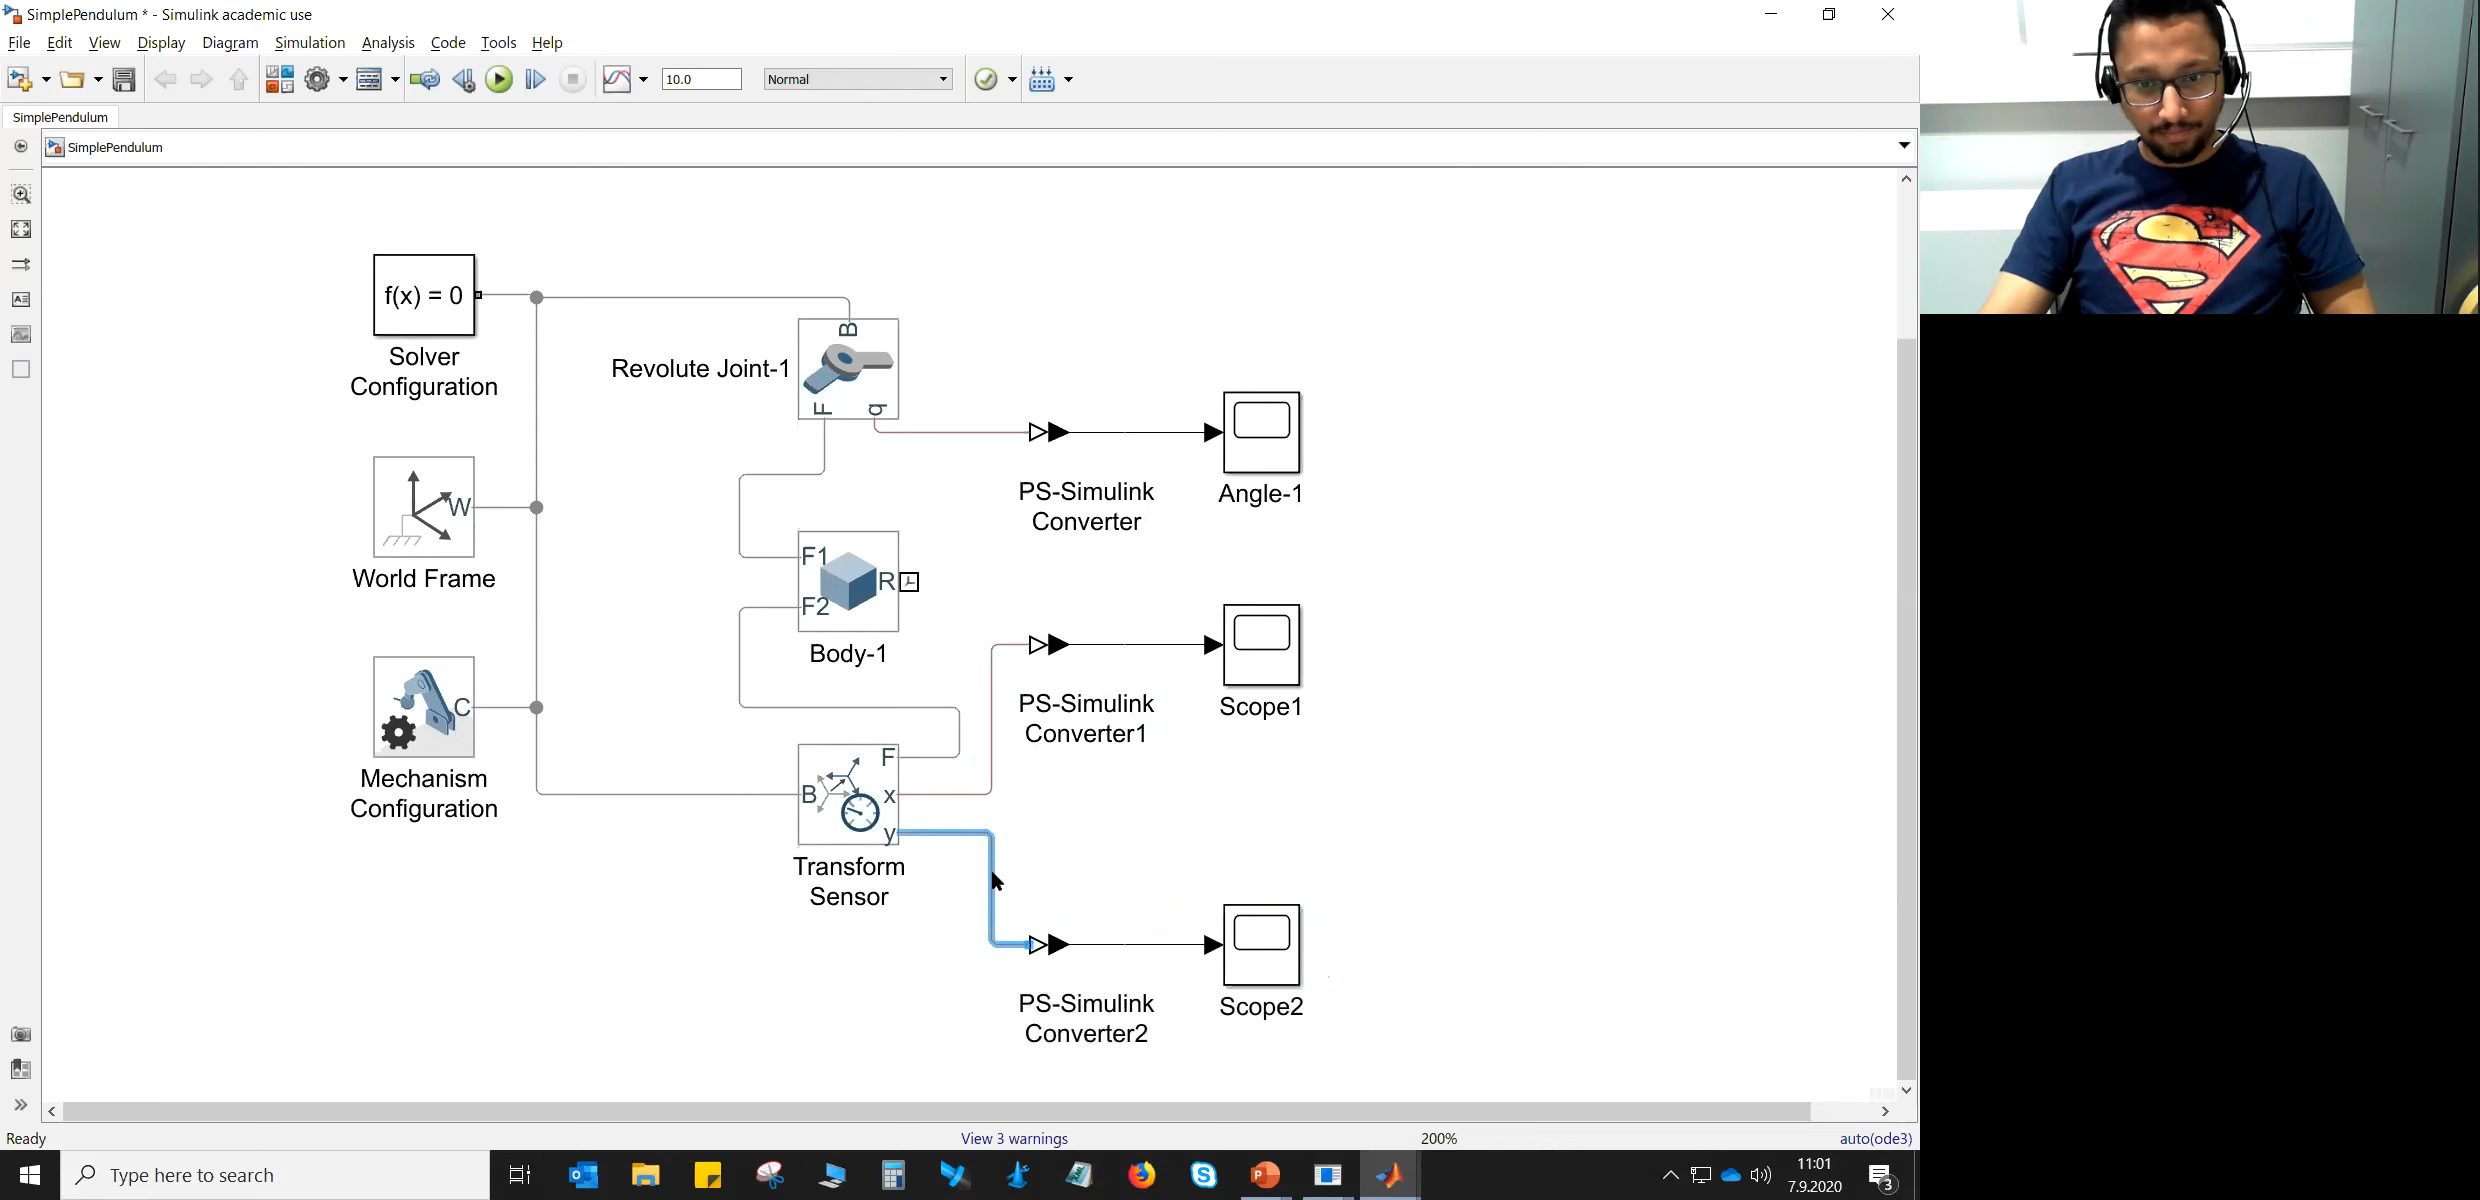 SimplePendulum * - Simulink academic use
File Edit View Display Diagram Simulation Analysis Code Tools Help
10.0 Normal
SimplePendulum
SimplePendulum
f(x) = 0
Solver
Configuration
B
Revolute Joint-1
F q
Angle-1
PS-Simulink
Converter
W
World Frame
F1
R
F2
Body-1
Scope1
PS-Simulink
Converter1
C
Mechanism
Configuration
F
B x
y
Transform
Sensor
Scope2
PS-Simulink
Converter2
Ready View 3 warnings 200% auto(ode3)
Type here to search
11:01
7.9.2020
3